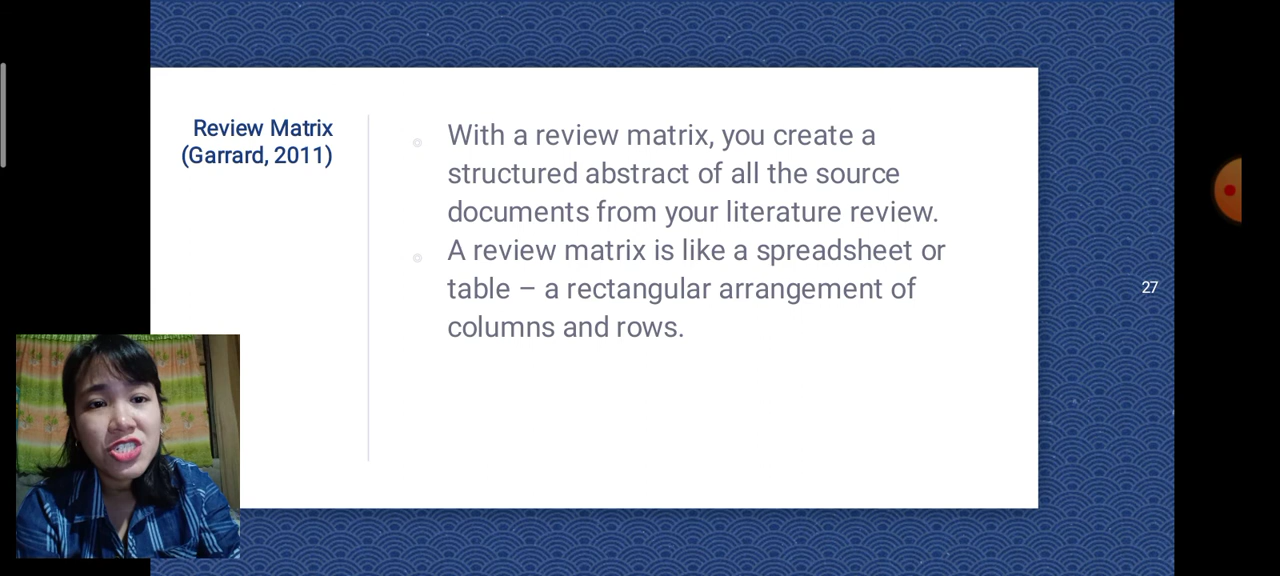 Review Matrix
(Garrard, 2011)
With a review matrix, you create a
structured abstract of all the source
documents from your literature review.
A review matrix is like a spreadsheet or
table – a rectangular arrangement of
columns and rows.
27